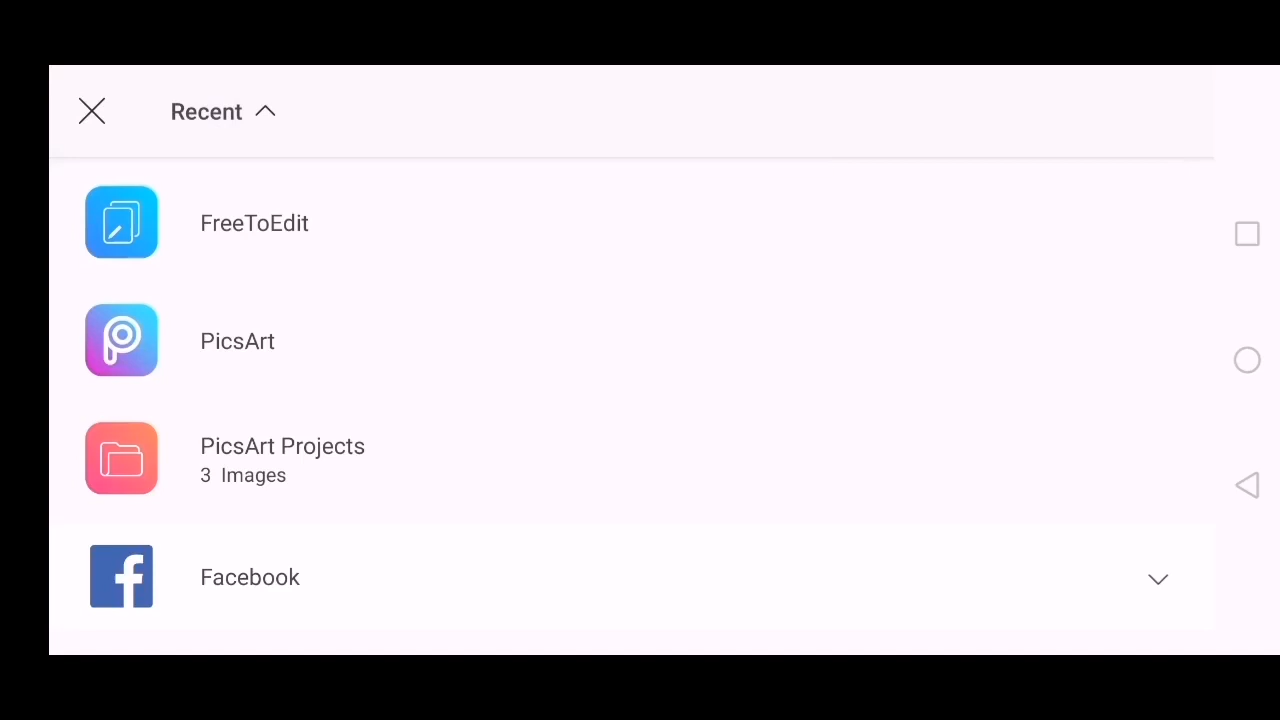 Recent
FreeToEdit
PicsArt
PicsArt Projects
3 Images
Facebook